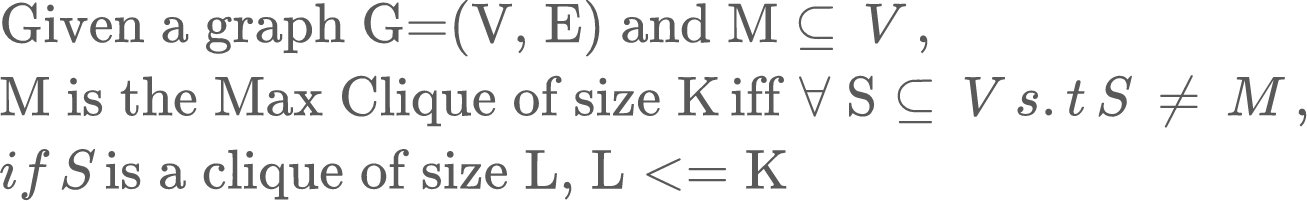 Given a graph G=(V, E) and M ⊆ V ,
M is the Max Clique of size K iff ∀ S ⊆ V s.t S ≠ M ,
if S is a clique of size L, L <= K